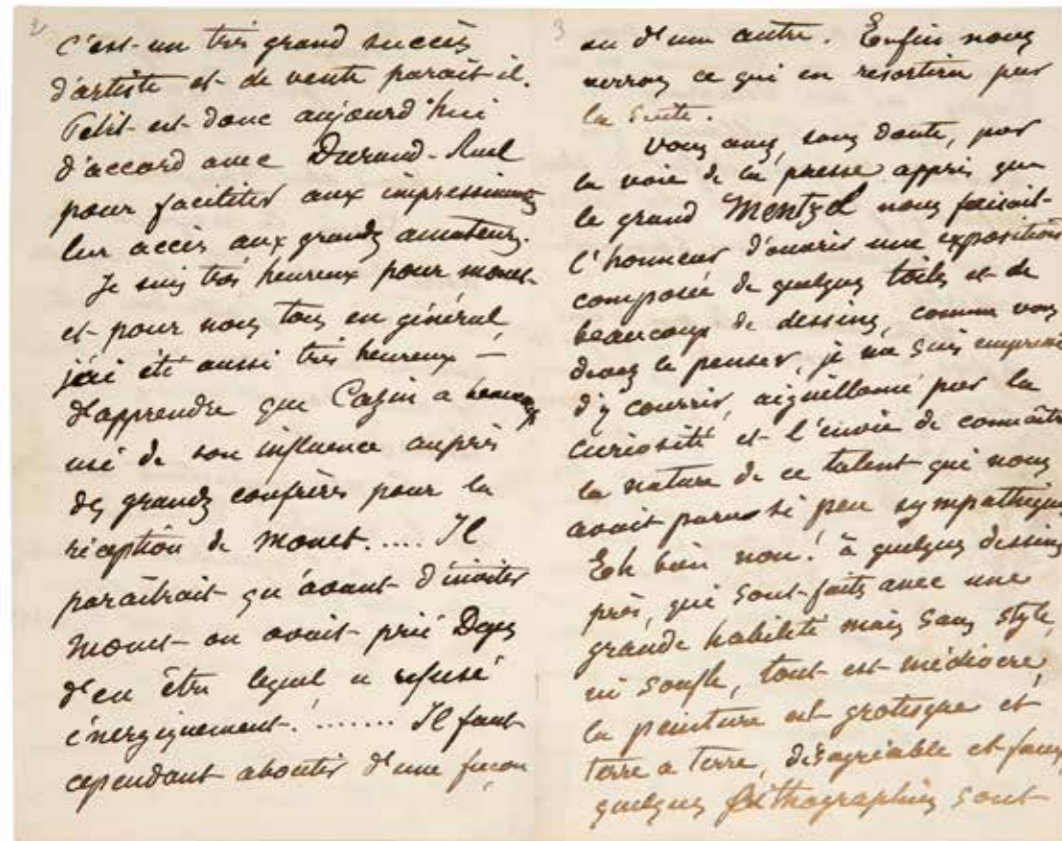 2
c'est un très grand succès
d'artiste et de vente parait-il.
Petit est donc aujourd'hui
d'accord avec Durand-Ruel
pour faciliter aux impressionnistes
leur accès aux grands amateurs.
Je suis très heureux pour Monet
et pour nous tous en général,
j'ai été aussi très heureux —
d'apprendre que Cazin a beaucoup
usé de son influence auprès
des grands confrères pour la
réception de Monet..... Il
paraîtrait qu'avant d'inviter
Monet on avait prié Degas
d'en être lequel a refusé
énergiquement. ! ....... Il faut
cependant aboutir d'une façon
3
ou d'une autre. Enfin nous
verrons ce qui en resortira par
la suite.
Vous avez, sans doute, par
la voie de la presse appris que
le grand Mentzel nous faisait
l'honneur d'ouvrir une exposition
composée de quelques toiles et de
beaucoup de dessins, comme vous
devez le penser, je me suis empressé
d'y courrir, aiguillonné par la
curiosité et l'envie de connaître
la nature de ce talent qui nous
avait paru si peu sympathique
Eh bien non ! à quelques dessins
près, qui sont faits avec une
grande habileté mais sans style,
ni soufle, tout est médiocre,
la peinture est grotesque et
terre a terre, désagréable et fausse,
quelques lithographies sont